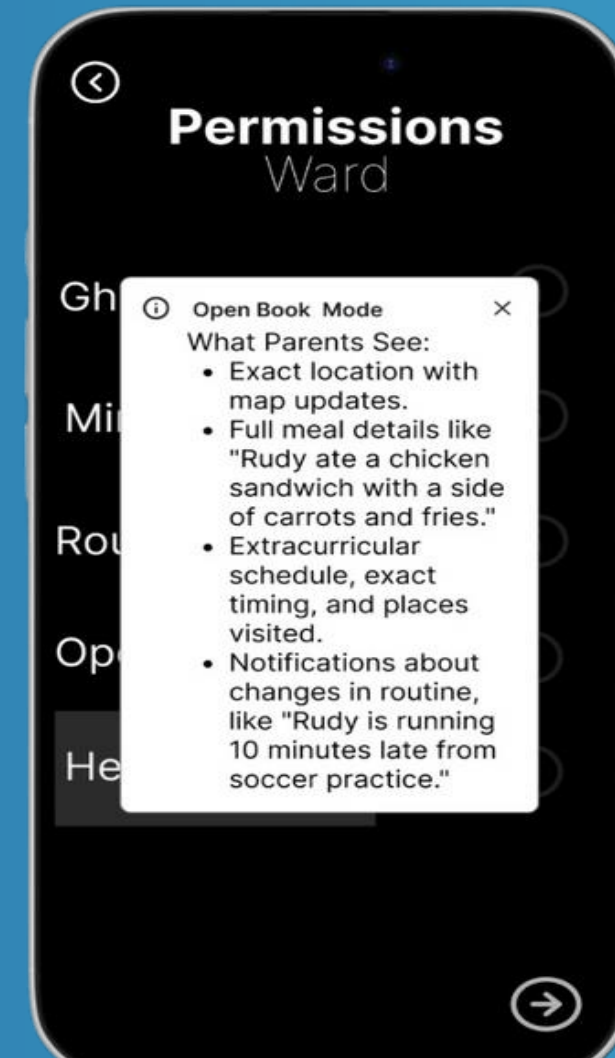 Permissions
Ward
Gh
Open Book Mode
What Parents See:
• Exact location with
map updates.
• Full meal details like
"Rudy ate a chicken
sandwich with a side
of carrots and fries."
• Extracurricular
schedule, exact
timing, and places
visited.
• Notifications about
changes in routine,
like "Rudy is running
10 minutes late from
soccer practice."
Mi
Rou
Op
He